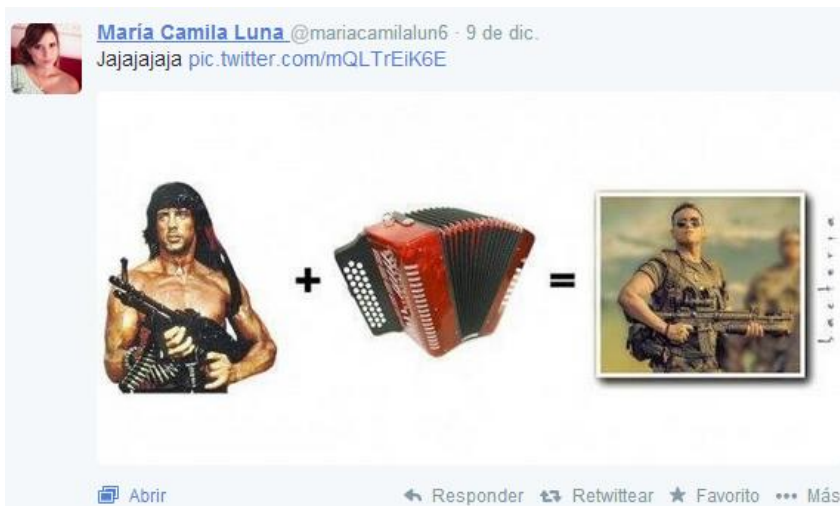 María Camila Luna @mariacamilalun6 · 9 de dic.
Jajajajaja pic.twitter.com/mQLTrEiK6E
+
=
Abrir
Responder Retwittear Favorito ••• Más